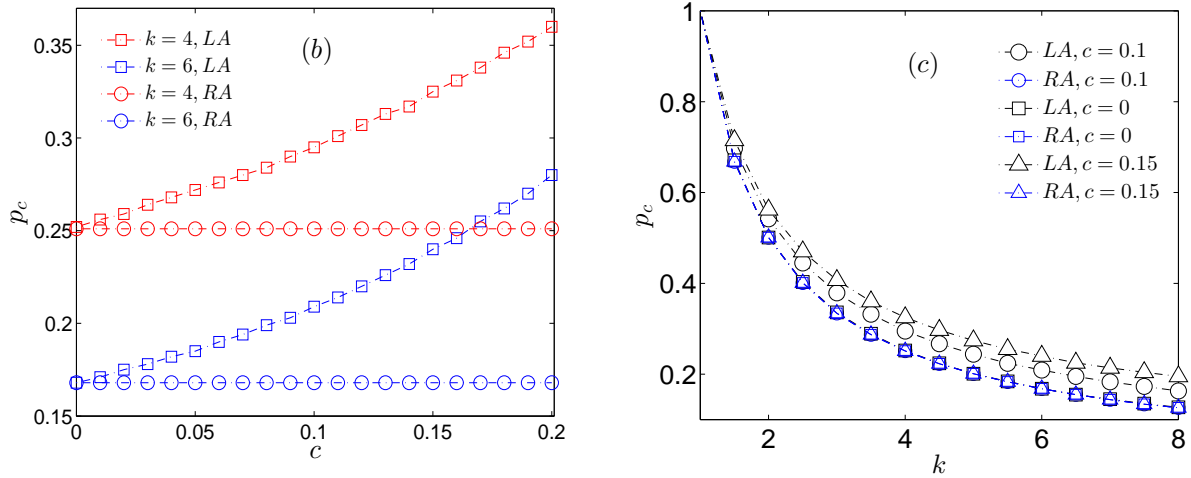 (b)
k = 4, LA
k = 6, LA
k = 4, RA
k = 6, RA
0.35
0.3
0.25
0.2
0.15
p_c
0
0.05
0.1
0.15
0.2
c
(c)
LA, c = 0.1
RA, c = 0.1
LA, c = 0
RA, c = 0
LA, c = 0.15
RA, c = 0.15
1
0.8
0.6
0.4
0.2
p_c
2
4
6
8
k